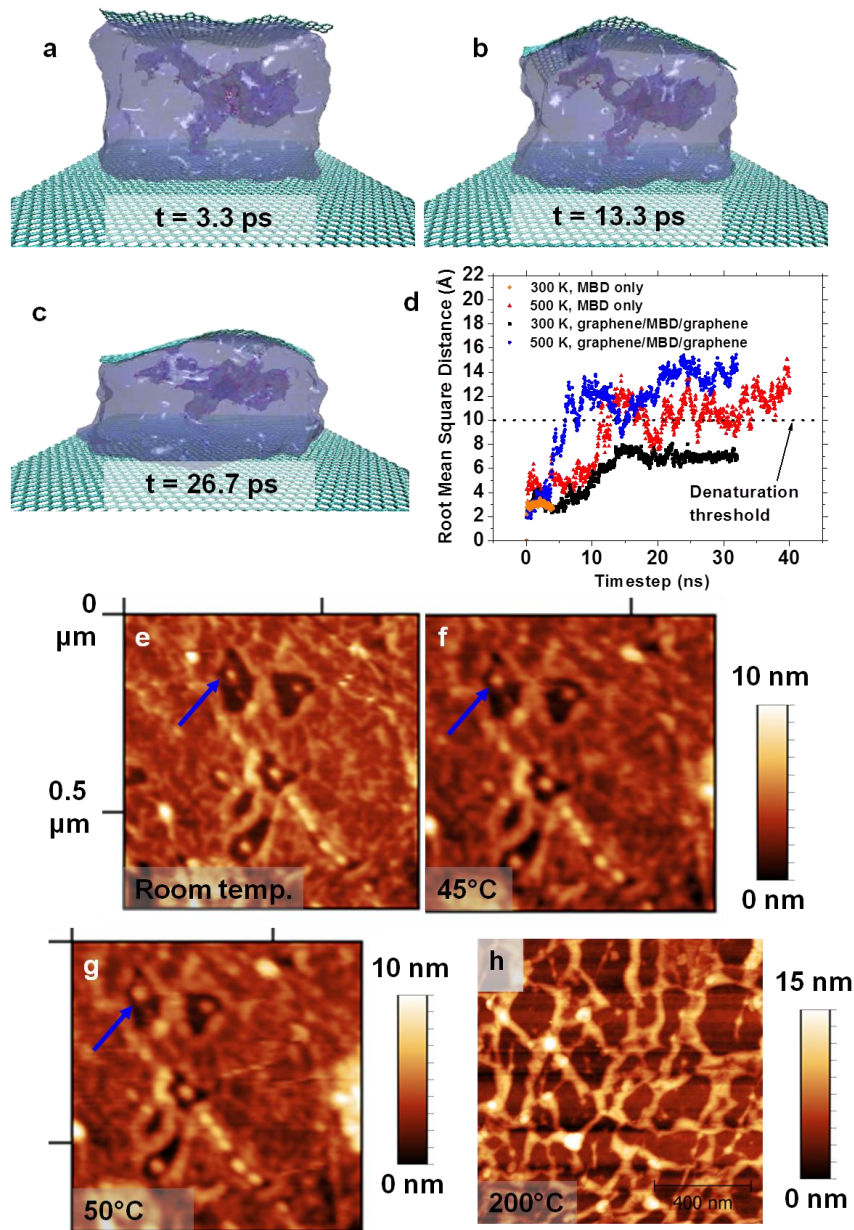 a
t = 3.3 ps
b
t = 13.3 ps
c
t = 26.7 ps
d
Root Mean Square Distance (Å)
22
20
18
16
14
12
10
8
6
4
2
0
300 K, MBD only
500 K, MBD only
300 K, graphene/MBD/graphene
500 K, graphene/MBD/graphene
Denaturation
threshold
0 10 20 30 40
Timestep (ns)
0
µm
0.5
µm
e
Room temp.
f
45°C
10 nm
0 nm
g
50°C
10 nm
0 nm
h
200°C
400 nm
15 nm
0 nm